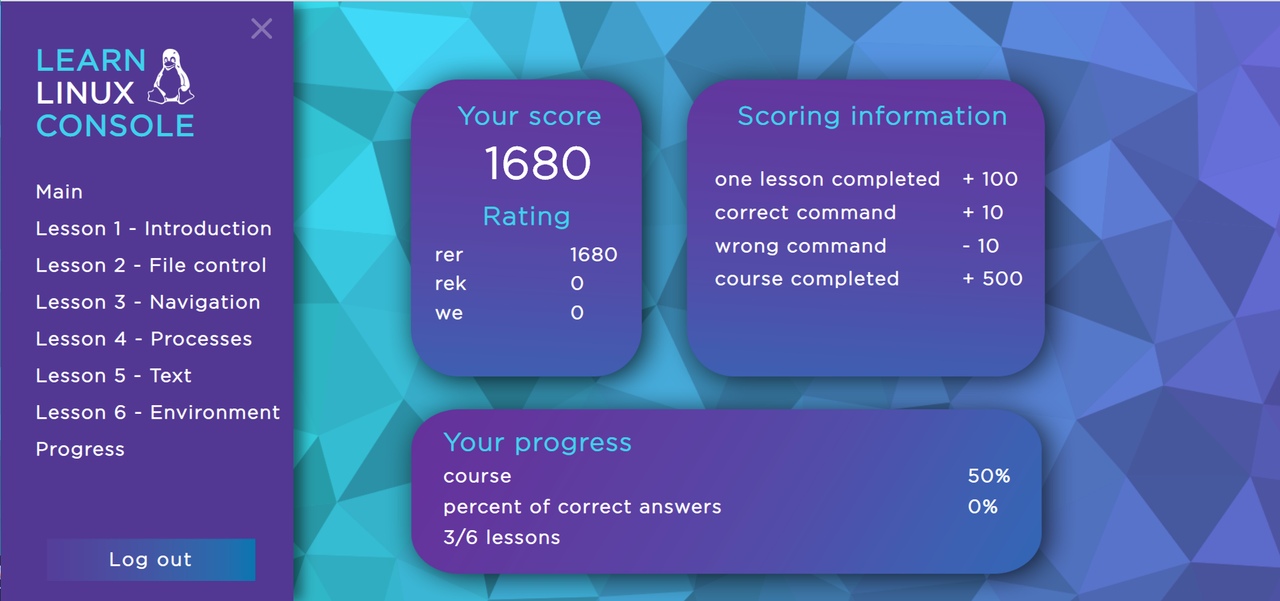 LEARN
LINUX
CONSOLE
Main
Lesson 1 - Introduction
Lesson 2 - File control
Lesson 3 - Navigation
Lesson 4 - Processes
Lesson 5 - Text
Lesson 6 - Environment
Progress
Log out
Your score
1680
Rating
rer 1680
rek 0
we 0
Scoring information
one lesson completed + 100
correct command + 10
wrong command - 10
course completed + 500
Your progress
course 50%
percent of correct answers 0%
3/6 lessons